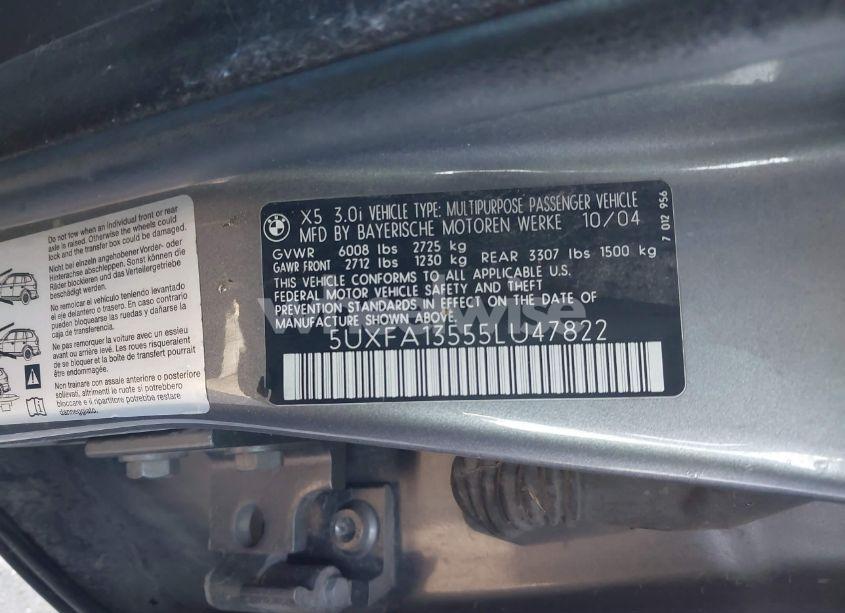 Do not tow when an individual front or rear
axle is raised. Otherwise the wheels could
lock and the transfer box could be damaged.
Nicht bei einzeln angehobener Vorder- oder
Hinterachse abschleppen. Sonst können die
Räder blockieren und das Verteilergetriebe
beschädigt werden.
No remolcar el vehículo teniendo levantado
el eje delantero o trasero. En caso contrario
pueden bloquearse las ruedas y dañarse la
caja de transferencia.
Ne pas remorquer la voiture avec un essieu
AV ou arrière levé. Les roues risqueraient
de se bloquer et la boîte transfert pourrait
être endommagée.
Non trainare con assale anteriore o posteriore
sollevati, altrimenti le ruote si potrebbero
bloccare e il ripartitore potrebbe restare
danneggiato.
BMW
X5 3.0i VEHICLE TYPE: MULTIPURPOSE PASSENGER VEHICLE
MFD BY BAYERISCHE MOTOREN WERKE 10/04
GVWR 6008 lbs 2725 kg
GAWR FRONT 2712 lbs 1230 kg REAR 3307 lbs 1500 kg
THIS VEHICLE CONFORMS TO ALL APPLICABLE U.S.
FEDERAL MOTOR VEHICLE SAFETY AND THEFT
PREVENTION STANDARDS IN EFFECT ON THE DATE OF
MANUFACTURE SHOWN ABOVE.
5UXFA13555LU47822
7 012 956